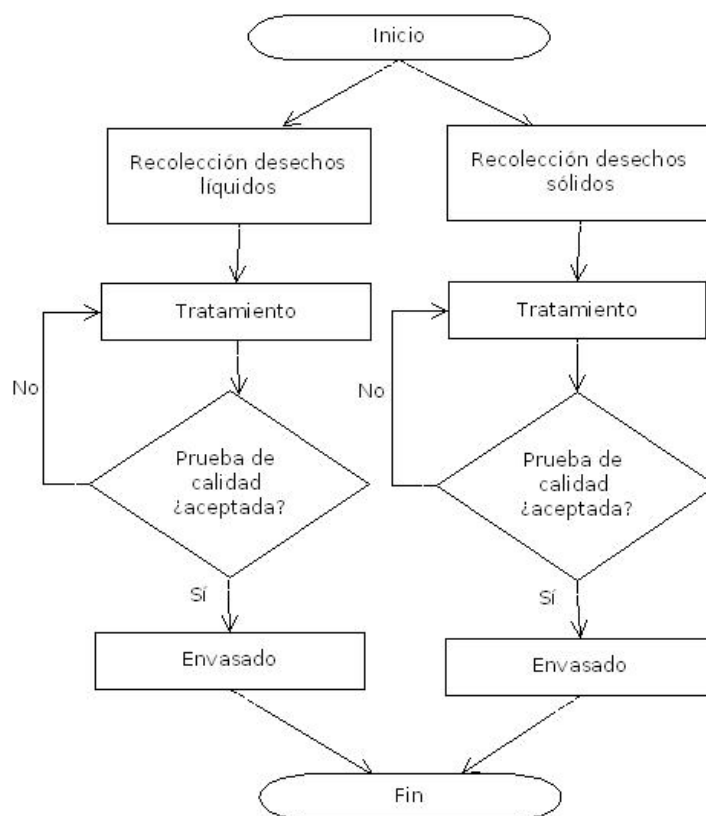 Inicio
Recolección desechos
líquidos
Recolección desechos
sólidos
Tratamiento
Tratamiento
No
No
Prueba de
calidad
¿aceptada?
Prueba de
calidad
¿aceptada?
Sí
Sí
Envasado
Envasado
Fin